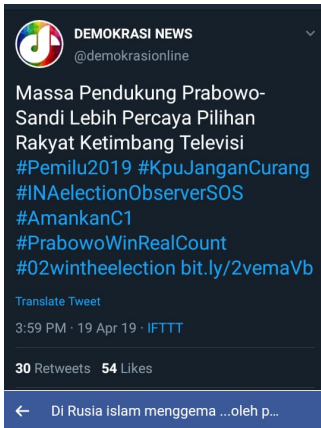 DEMOKRASI NEWS
@demokrasionline
Massa Pendukung Prabowo-
Sandi Lebih Percaya Pilihan
Rakyat Ketimbang Televisi
#Pemilu2019 #KpuJanganCurang
#INAelectionObserverSOS
#AmankanC1
#PrabowoWinRealCount
#02wintheelection bit.ly/2vemaVb
Translate Tweet
3:59 PM · 19 Apr 19 · IFTTT
30 Retweets 54 Likes
Di Rusia islam menggema ...oleh p...